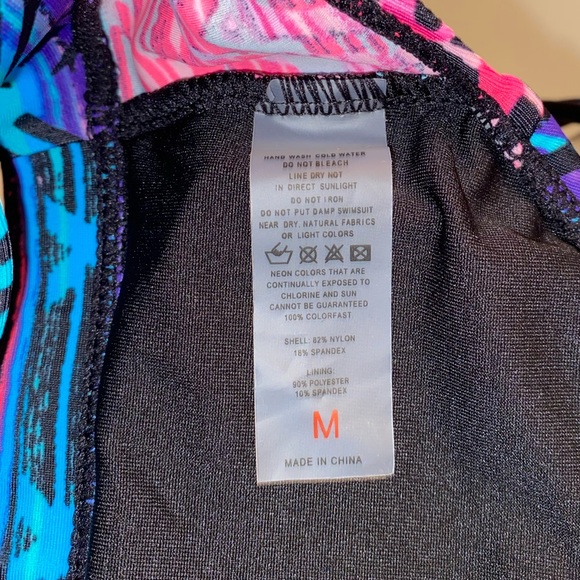 HAND WASH COLD WATER
DO NOT BLEACH
LINE DRY NOT
IN DIRECT SUNLIGHT
DO NOT IRON
DO NOT PUT DAMP SWIMSUIT
NEAR DRY. NATURAL FABRICS
OR LIGHT COLORS
NEON COLORS THAT ARE
CONTINUALLY EXPOSED TO
CHLORINE AND SUN
CANNOT BE GUARANTEED
100% COLORFAST
SHELL: 82% NYLON
18% SPANDEX
LINING:
90% POLYESTER
10% SPANDEX
M
MADE IN CHINA